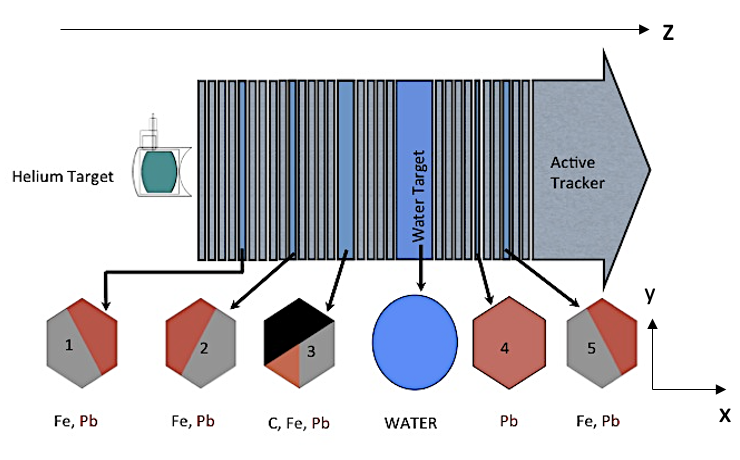 Z
Helium Target
Water Target
Active
Tracker
y
1
2
3
4
5
Fe, Pb
Fe, Pb
C, Fe, Pb
WATER
Pb
Fe, Pb
X